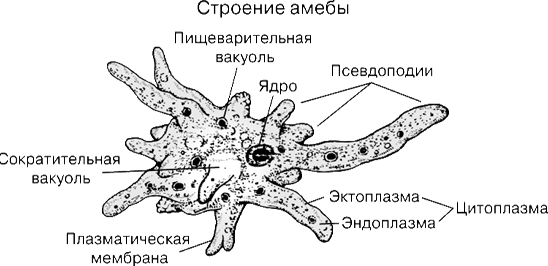 Строение амебы
Пищеварительная
вакуоль
Ядро
Псевдоподии
Сократительная
вакуоль
Эктоплазма
Эндоплазма
Цитоплазма
Плазматическая
мембрана